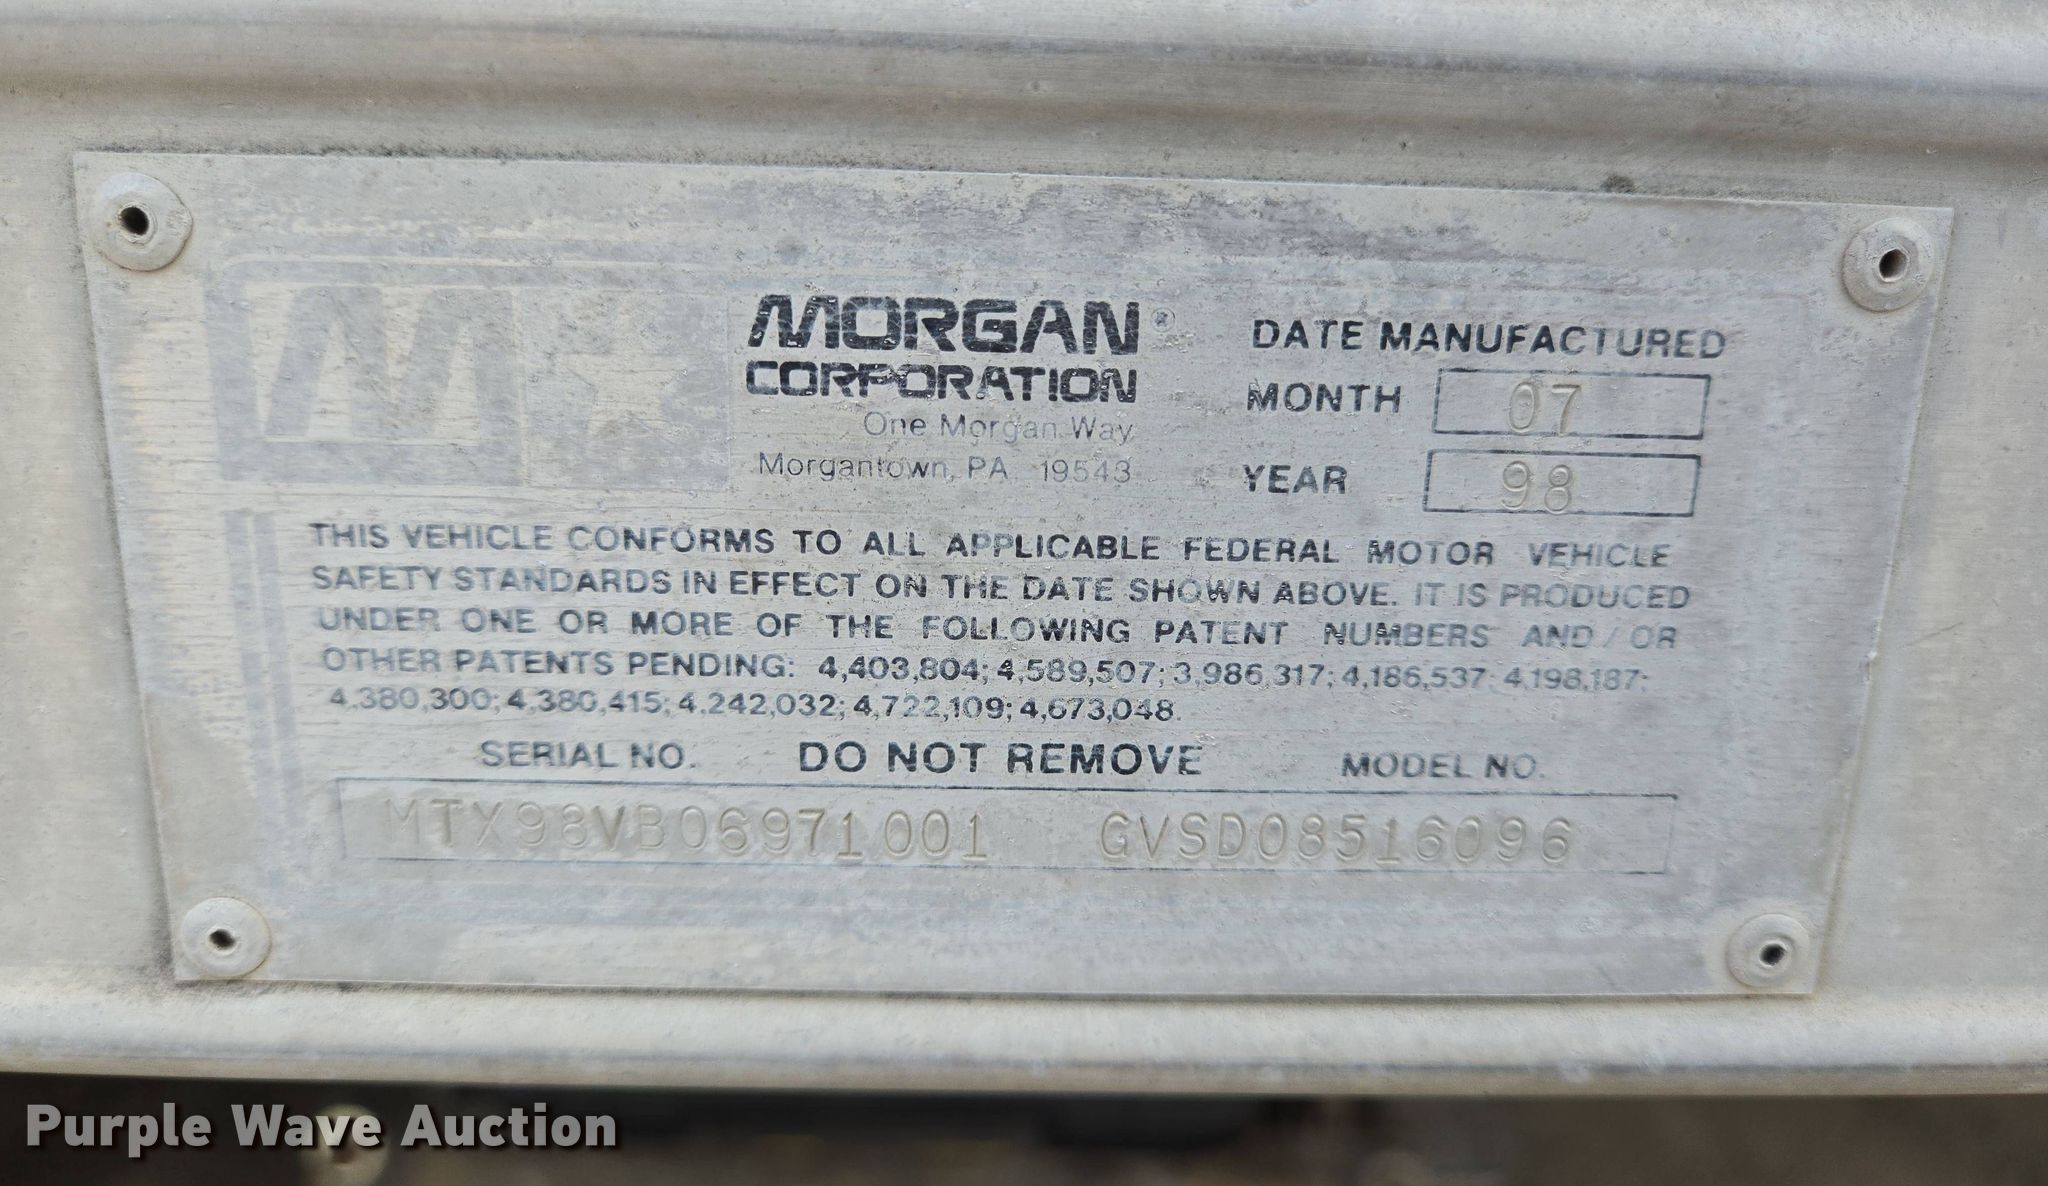 MORGAN®
CORPORATION
One Morgan Way
Morgantown, PA 19543
DATE MANUFACTURED
MONTH 07
YEAR 98
THIS VEHICLE CONFORMS TO ALL APPLICABLE FEDERAL MOTOR VEHICLE
SAFETY STANDARDS IN EFFECT ON THE DATE SHOWN ABOVE. IT IS PRODUCED
UNDER ONE OR MORE OF THE FOLLOWING PATENT NUMBERS AND/OR
OTHER PATENTS PENDING: 4,403,804; 4,589,507; 3,986,317; 4,186,537; 4,198,187;
4,380,300; 4,380,415; 4,242,032; 4,722,109; 4,673,048.
SERIAL NO. DO NOT REMOVE MODEL NO.
MTX98VB06971001 GVSD08516096
Purple Wave Auction